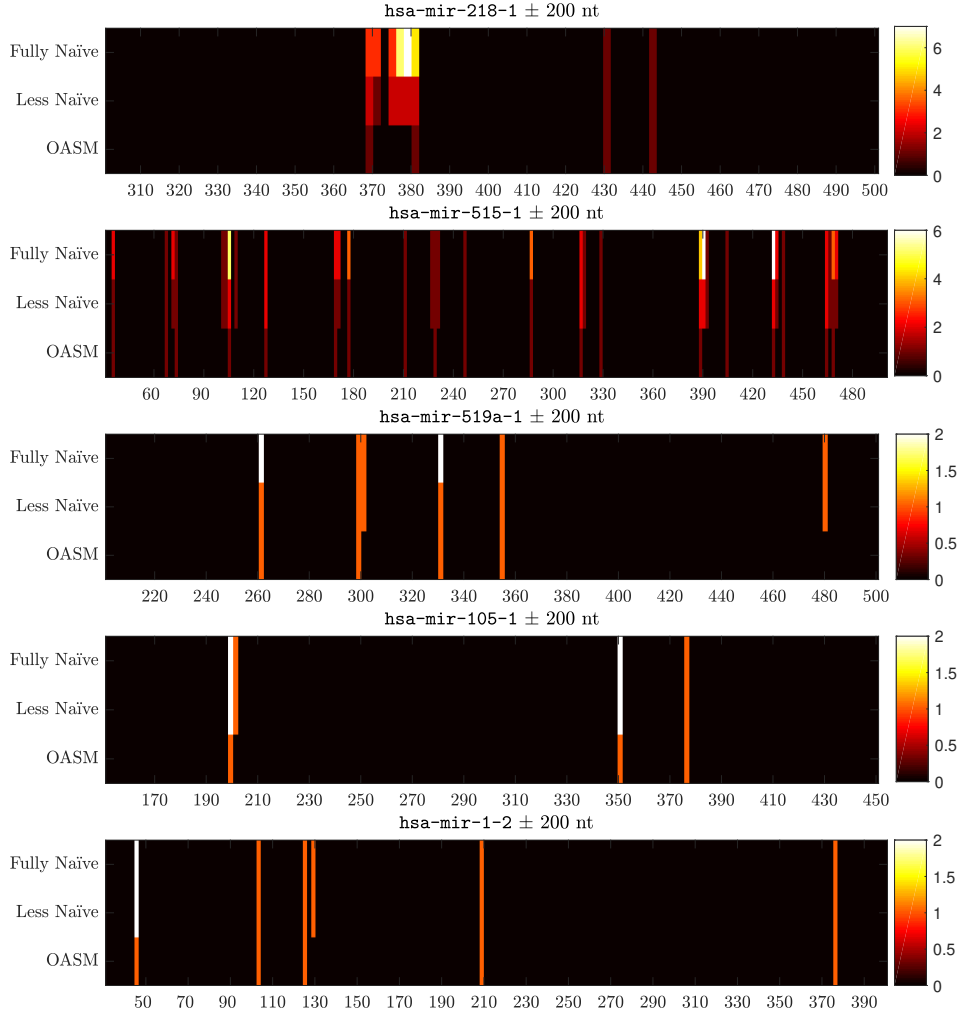 hsa-mir-218-1 ± 200 nt
Fully Naïve
Less Naïve
OASM
310 320 330 340 350 360 370 380 390 400 410 420 430 440 450 460 470 480 490 500
6
4
2
0
hsa-mir-515-1 ± 200 nt
Fully Naïve
Less Naïve
OASM
60 90 120 150 180 210 240 270 300 330 360 390 420 450 480
6
4
2
0
hsa-mir-519a-1 ± 200 nt
Fully Naïve
Less Naïve
OASM
220 240 260 280 300 320 340 360 380 400 420 440 460 480 500
2
1.5
1
0.5
0
hsa-mir-105-1 ± 200 nt
Fully Naïve
Less Naïve
OASM
170 190 210 230 250 270 290 310 330 350 370 390 410 430 450
2
1.5
1
0.5
0
hsa-mir-1-2 ± 200 nt
Fully Naïve
Less Naïve
OASM
50 70 90 110 130 150 170 190 210 230 250 270 290 310 330 350 370 390
2
1.5
1
0.5
0